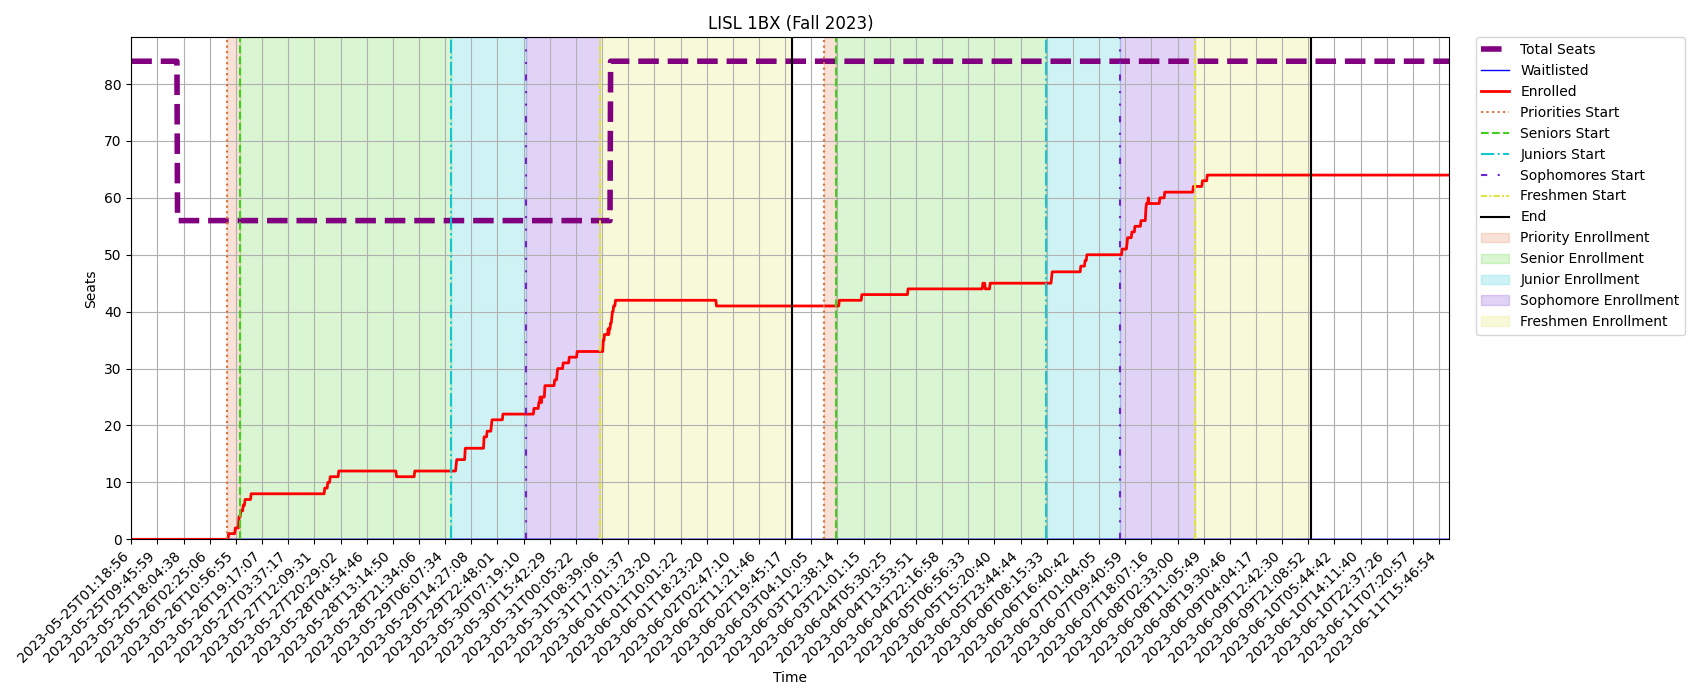 LISL 1BX (Fall 2023)
Total Seats
Waitlisted
Enrolled
Priorities Start
Seniors Start
Juniors Start
Sophomores Start
Freshmen Start
End
Priority Enrollment
Senior Enrollment
Junior Enrollment
Sophomore Enrollment
Freshmen Enrollment
Seats
80
70
60
50
40
30
20
10
0
2023-05-25T01:18:56
2023-05-25T09:45:59
2023-05-25T18:04:38
2023-05-26T02:25:06
2023-05-26T10:56:55
2023-05-26T19:17:07
2023-05-27T03:37:17
2023-05-27T12:09:31
2023-05-27T20:29:02
2023-05-28T04:54:46
2023-05-28T13:14:50
2023-05-28T21:34:06
2023-05-29T06:07:34
2023-05-29T14:27:08
2023-05-29T22:48:01
2023-05-30T07:19:10
2023-05-30T15:42:29
2023-05-31T00:05:22
2023-05-31T08:39:06
2023-05-31T17:01:37
2023-06-01T01:23:20
2023-06-01T10:01:22
2023-06-01T18:23:20
2023-06-02T02:47:10
2023-06-02T11:21:46
2023-06-02T19:45:17
2023-06-03T04:10:05
2023-06-03T12:38:14
2023-06-03T21:01:15
2023-06-04T05:30:25
2023-06-04T13:53:51
2023-06-04T22:16:58
2023-06-05T06:56:33
2023-06-05T15:20:40
2023-06-05T23:44:44
2023-06-06T08:15:33
2023-06-06T16:40:42
2023-06-07T01:04:05
2023-06-07T09:40:59
2023-06-07T18:07:16
2023-06-08T02:33:00
2023-06-08T11:05:49
2023-06-08T19:30:46
2023-06-09T04:04:17
2023-06-09T12:42:30
2023-06-09T21:08:52
2023-06-10T05:44:42
2023-06-10T14:11:40
2023-06-10T22:37:26
2023-06-11T07:20:57
2023-06-11T15:46:54
Time